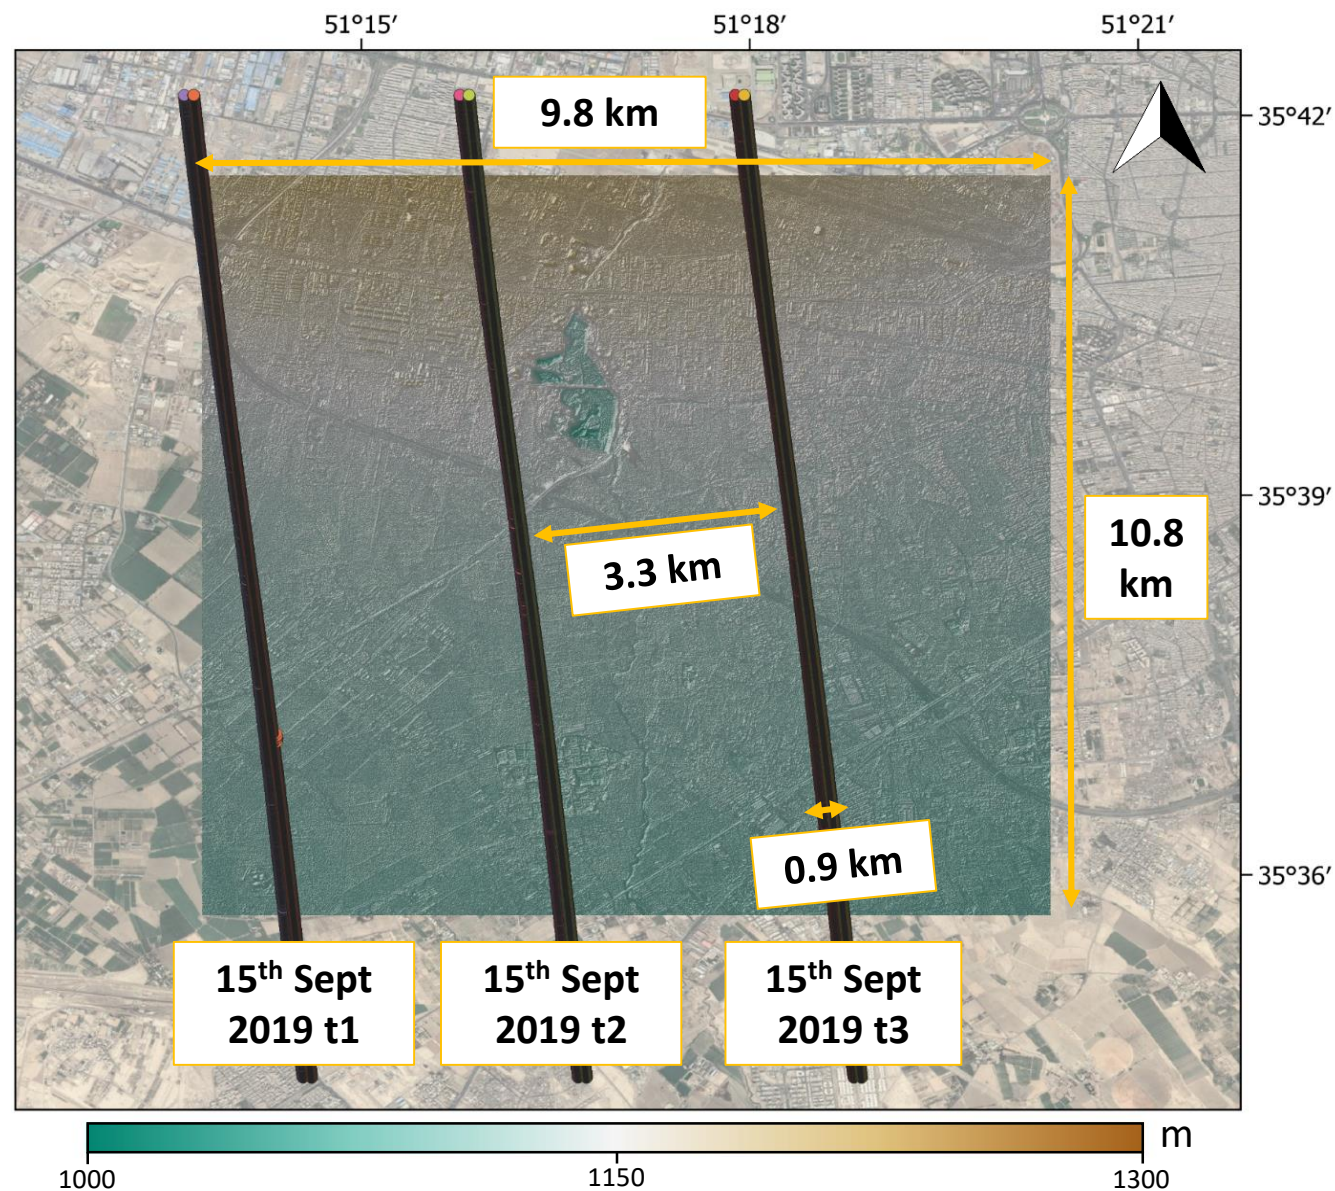 51°15′
51°18′
51°21′
9.8 km
35°42′
35°39′
10.8
km
3.3 km
0.9 km
35°36′
15th Sept
2019 t1
15th Sept
2019 t2
15th Sept
2019 t3
m
1000
1150
1300